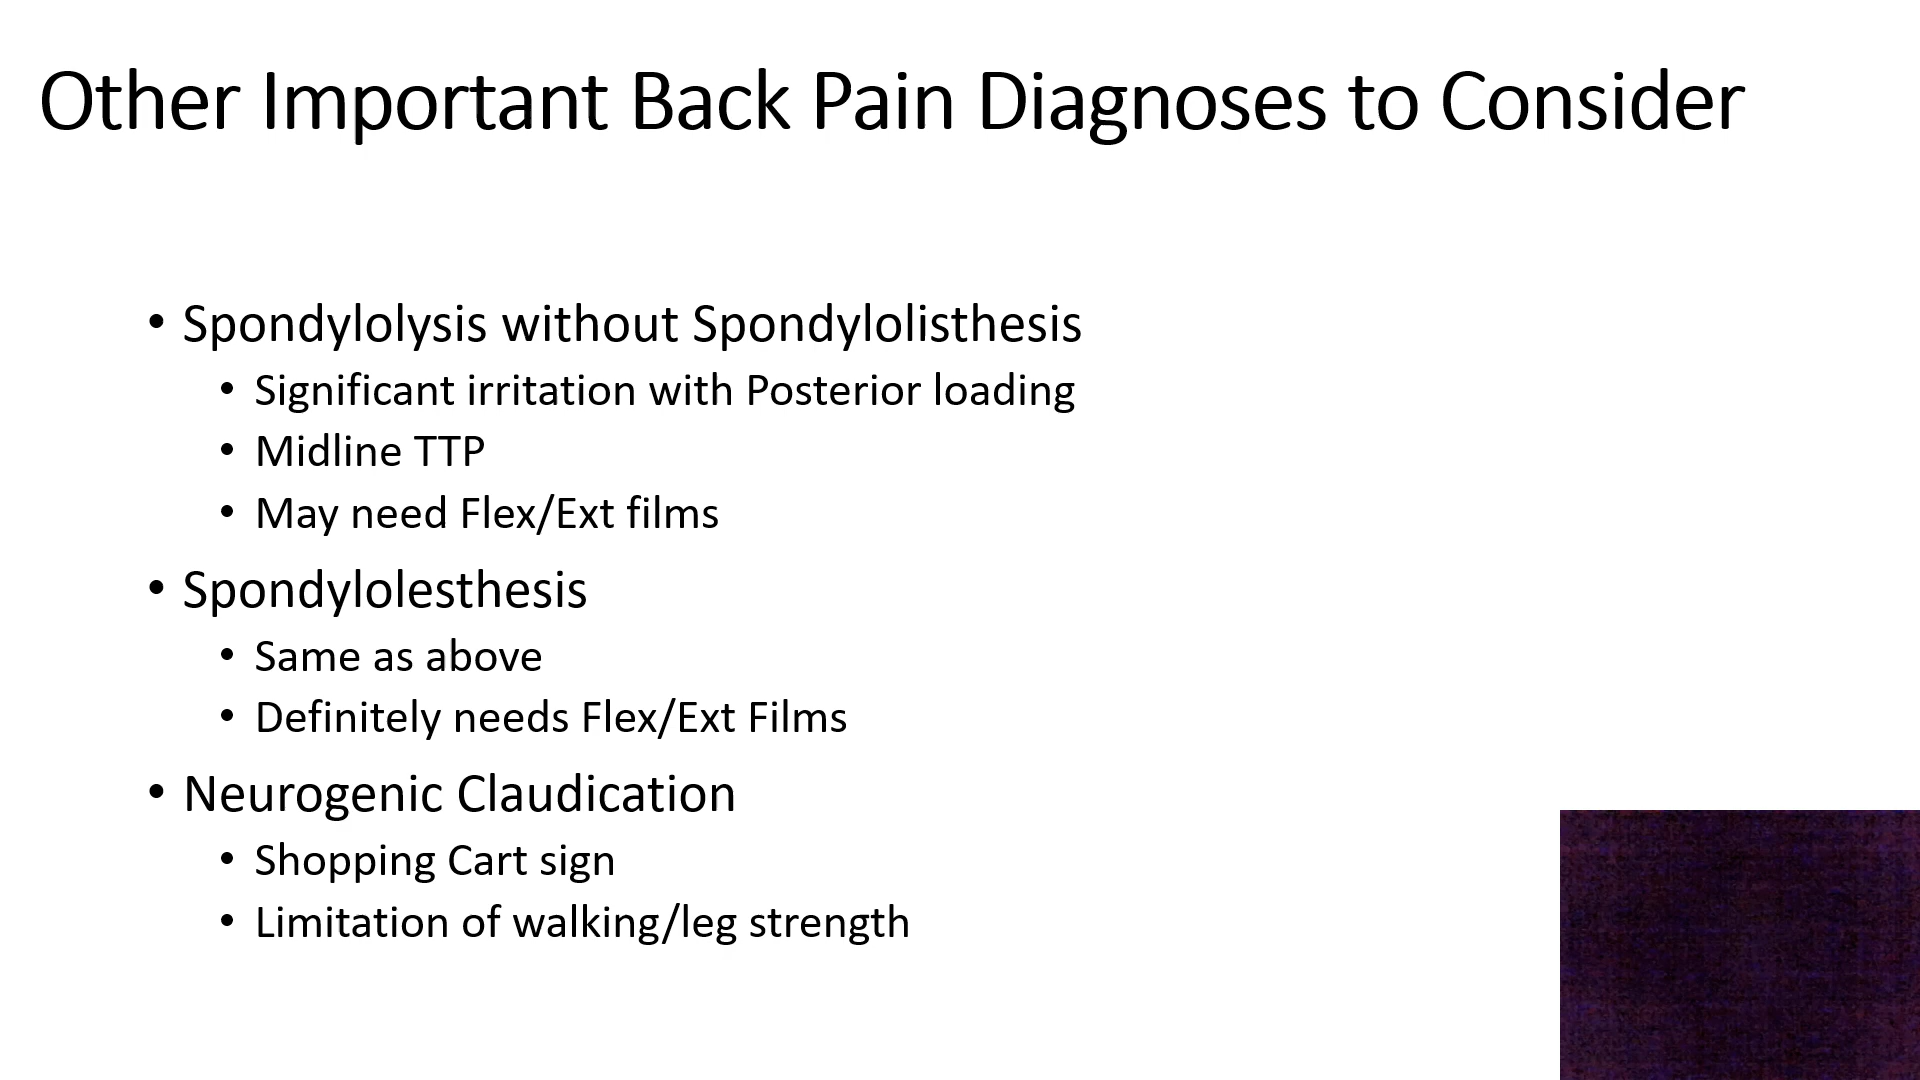 Other Important Back Pain Diagnoses to Consider
• Spondylolysis without Spondylolisthesis
• Significant irritation with Posterior loading
• Midline TTP
• May need Flex/Ext films
• Spondylolesthesis
• Same as above
• Definitely needs Flex/Ext Films
• Neurogenic Claudication
• Shopping Cart sign
• Limitation of walking/leg strength